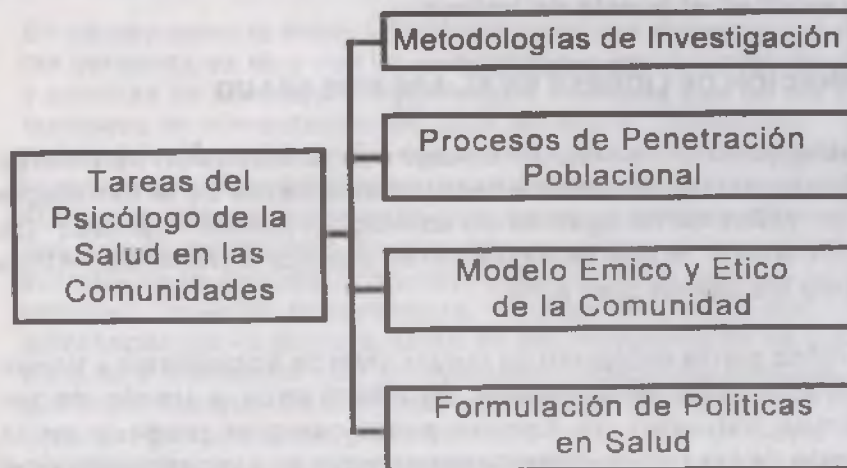 Tareas del
Psicólogo de la
Salud en las
Comunidades
Metodologías de Investigación
Procesos de Penetración
Poblacional
Modelo Emico y Etico
de la Comunidad
Formulación de Politicas
en Salud